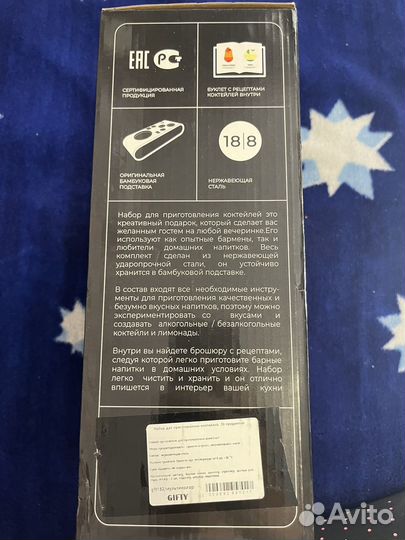 ЕАС РСТ
СЕРТИФИЦИРОВАННАЯ
ПРОДУКЦИЯ
БУКЛЕТ С РЕЦЕПТАМИ
КОКТЕЙЛЕЙ ВНУТРИ
18|8
ОРИГИНАЛЬНАЯ
БАМБУКОВАЯ
ПОДСТАВКА
НЕРЖАВЕЮЩАЯ
СТАЛЬ
Набор для приготовления коктейлей это
креативный подарок, который сделает вас
желанным гостем на любой вечеринке.Его
используют как опытные бармены, так и
любители домашних напитков. Весь
комплект сделан из нержавеющей
ударопрочной стали, он устойчиво
хранится в бамбуковой подставке.
В состав входят все необходимые инстру-
менты для приготовления качественных и
безумно вкусных напитков, поэтому можно
экспериментировать со вкусами и
создавать алкогольные / безалкогольные
коктейли и лимонады.
Внутри вы найдете брошюру с рецептами,
следуя которой легко приготовите барные
напитки в домашних условиях. Набор
легко чистить и хранить и он отлично
впишется в интерьер вашей кухни
GIFTY
Avito